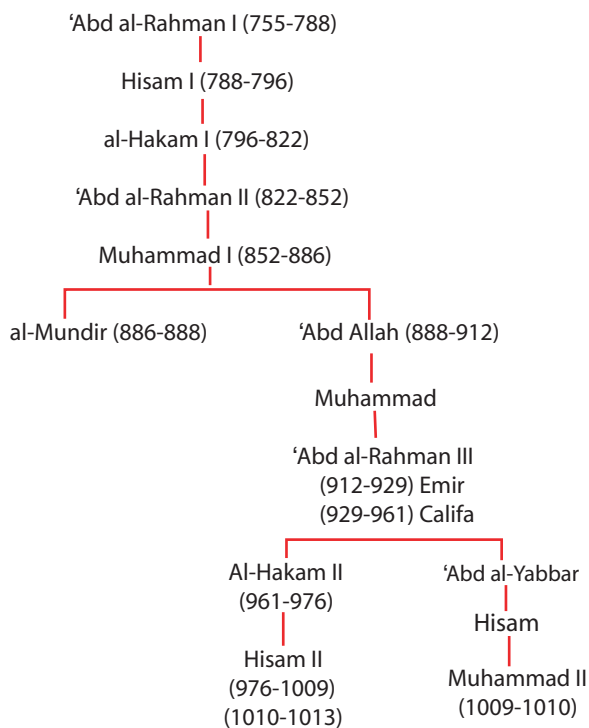 ‘Abd al-Rahman I (755-788)
Hisam I (788-796)
al-Hakam I (796-822)
‘Abd al-Rahman II (822-852)
Muhammad I (852-886)
al-Mundir (886-888)
‘Abd Allah (888-912)
Muhammad
‘Abd al-Rahman III
(912-929) Emir
(929-961) Califa
Al-Hakam II
(961-976)
Hisam II
(976-1009)
(1010-1013)
‘Abd al-Yabbar
Hisam
Muhammad II
(1009-1010)